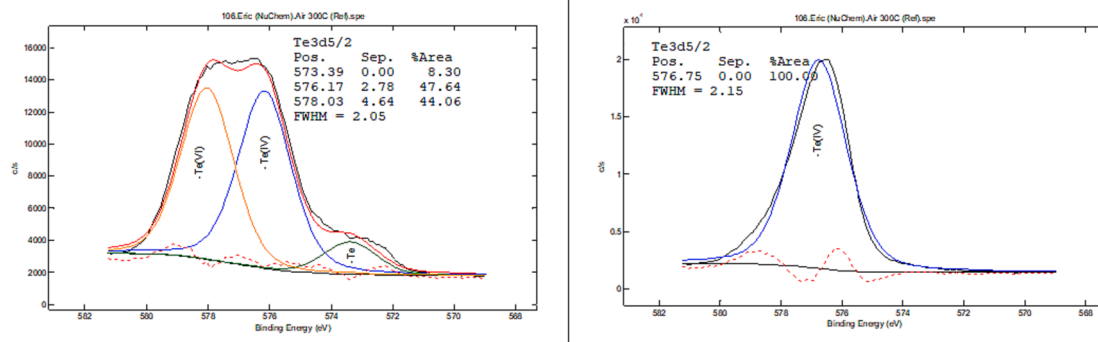 106.Eric (NuChem).Air 300C (Ref).spe
Te3d5/2
Pos. Sep. %Area
573.39 0.00 8.30
576.17 2.78 47.64
578.03 4.64 44.06
FWHM = 2.05
16000
14000
12000
10000
8000
6000
4000
2000
0
c/s
-Te(VI)
-Te(IV)
-Te
582 580 578 576 574 572 570 568
Binding Energy (eV)
106.Eric (NuChem).Air 300C (Ref).spe
x 10
Te3d5/2
Pos. Sep. %Area
576.75 0.00 100.00
FWHM = 2.15
2
1.5
1
0.5
0
c/s
-Te(IV)
582 580 578 576 574 572 570 568
Binding Energy (eV)